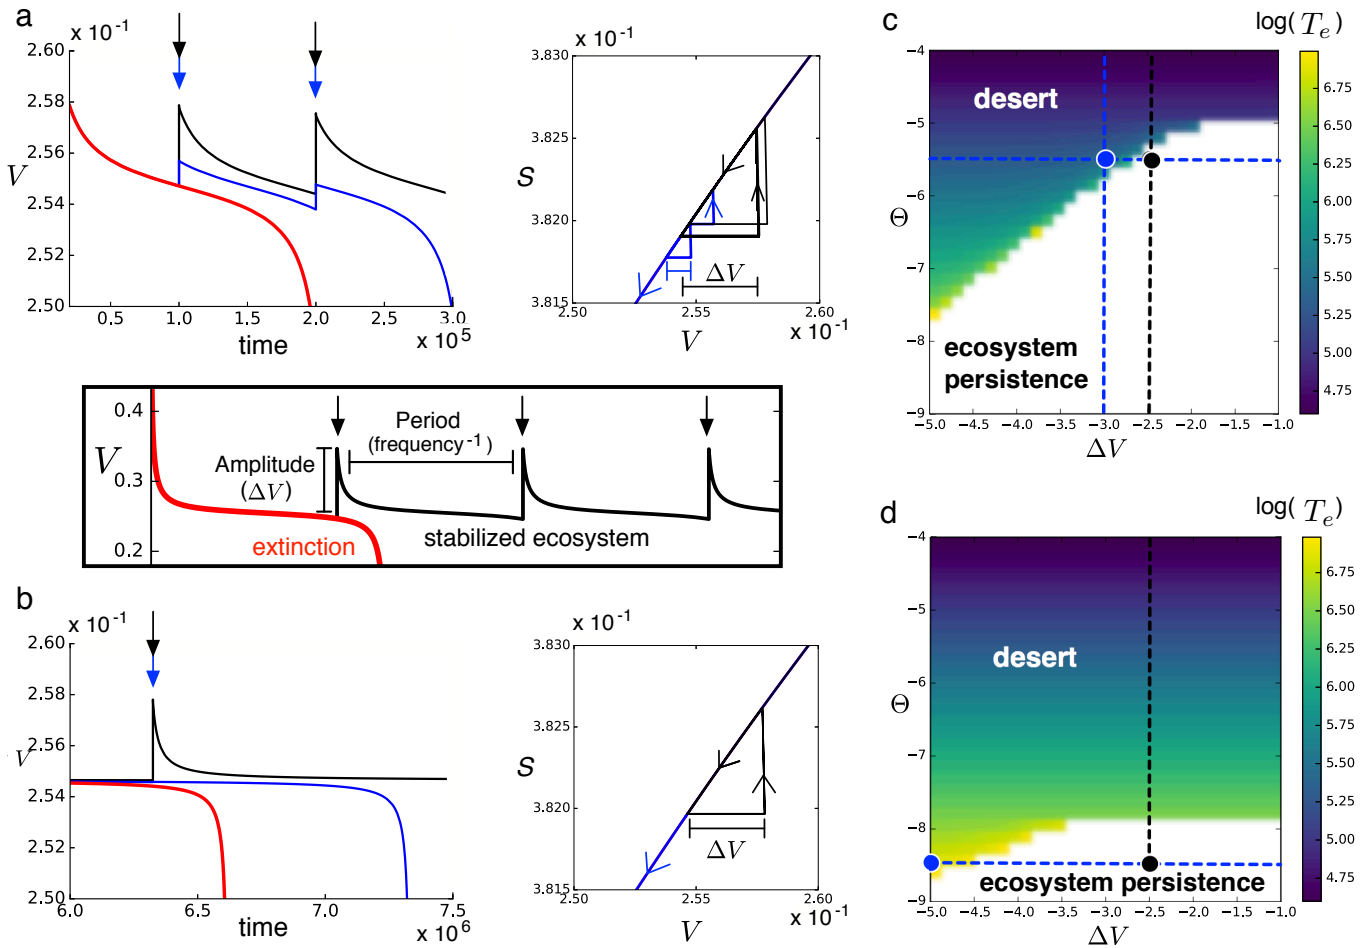 a
x 10⁻¹
2.60
2.58
2.56
2.54
2.52
2.50
V
0.5
1.0
1.5
2.0
2.5
3.0
time
x 10⁵
x 10⁻¹
3.830
3.825
3.820
3.815
S
ΔV
2.50
2.55
2.60
V
x 10⁻¹
0.4
0.3
0.2
V
Amplitude
(ΔV)
Period
(frequency⁻¹)
extinction
stabilized ecosystem
b
x 10⁻¹
2.60
2.58
2.56
2.54
2.52
2.50
V
6.0
6.5
7.0
7.5
time
x 10⁶
x 10⁻¹
3.830
3.825
3.820
3.815
S
ΔV
2.50
2.55
2.60
V
x 10⁻¹
c
log(Tₑ)
−4
−5
−6
−7
−8
−9
Θ
desert
ecosystem
persistence
−5.0
−4.5
−4.0
−3.5
−3.0
−2.5
−2.0
−1.5
−1.0
ΔV
6.75
6.50
6.25
6.00
5.75
5.50
5.25
5.00
4.75
d
log(Tₑ)
−4
−5
−6
−7
−8
−9
Θ
desert
ecosystem persistence
−5.0
−4.5
−4.0
−3.5
−3.0
−2.5
−2.0
−1.5
−1.0
ΔV
6.75
6.50
6.25
6.00
5.75
5.50
5.25
5.00
4.75